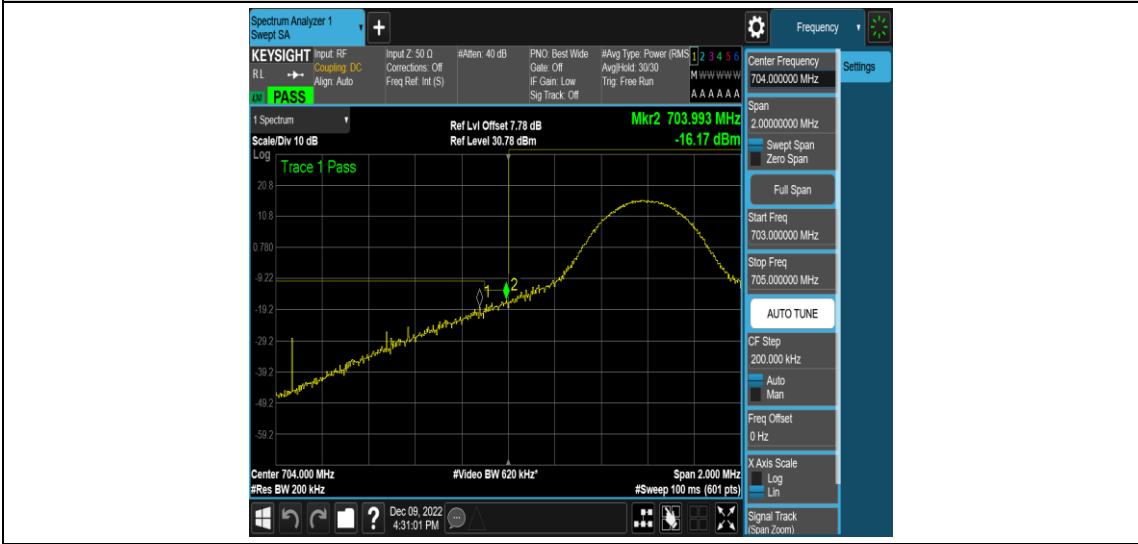 Spectrum Analyzer 1
Swept SA
+
Frequency
KEYSIGHT
RL
PASS
Input: RF
Coupling: DC
Align: Auto
Input Z: 50 Ω
Corrections: Off
Freq Ref: Int (S)
#Atten: 40 dB
PNO: Best Wide
Gate: Off
IF Gain: Low
Sig Track: Off
#Avg Type: Power (RMS
Avg|Hold: 30/30
Trig: Free Run
1 2 3 4 5 6
M W W W W W
A A A A A A
1 Spectrum
Scale/Div 10 dB
Ref Lvl Offset 7.78 dB
Ref Level 30.78 dBm
Mkr2 703.993 MHz
-16.17 dBm
Log
Trace 1 Pass
20.8
10.8
0.780
-9.22
-19.2
-29.2
-39.2
-49.2
-59.2
1
2
Center 704.000 MHz
#Video BW 620 kHz*
Span 2.000 MHz
#Res BW 200 kHz
#Sweep 100 ms (601 pts)
?
Dec 09, 2022
4:31:01 PM
Center Frequency
704.000000 MHz
Settings
Span
2.00000000 MHz
Swept Span
Zero Span
Full Span
Start Freq
703.000000 MHz
Stop Freq
705.000000 MHz
AUTO TUNE
CF Step
200.000 kHz
Auto
Man
Freq Offset
0 Hz
X Axis Scale
Log
Lin
Signal Track
(Span Zoom)